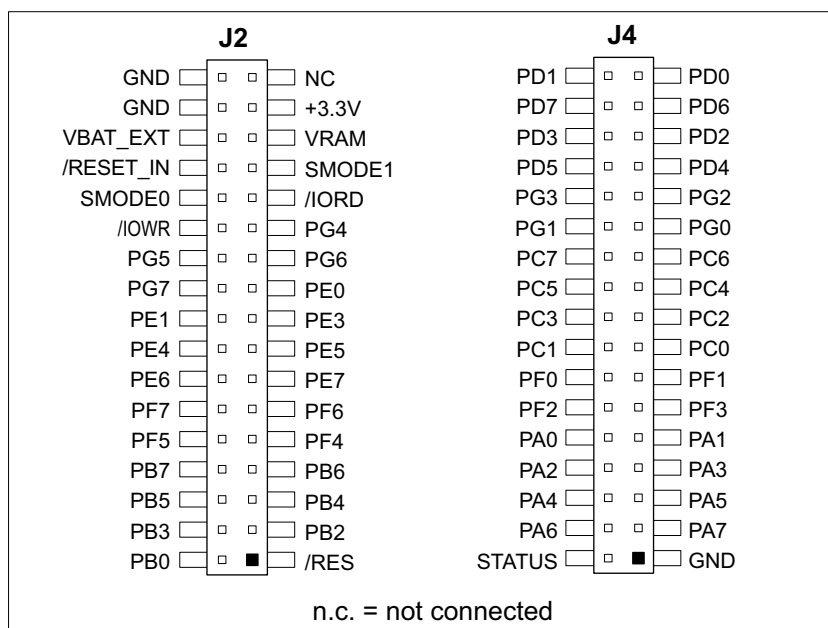 J2
GND NC
GND +3.3V
VBAT_EXT VRAM
/RESET_IN SMODE1
SMODE0 /IORD
/IOWR PG4
PG5 PG6
PG7 PE0
PE1 PE3
PE4 PE5
PE6 PE7
PF7 PF6
PF5 PF4
PB7 PB6
PB5 PB4
PB3 PB2
PB0 /RES
J4
PD1 PD0
PD7 PD6
PD3 PD2
PD5 PD4
PG3 PG2
PG1 PG0
PC7 PC6
PC5 PC4
PC3 PC2
PC1 PC0
PF0 PF1
PF2 PF3
PA0 PA1
PA2 PA3
PA4 PA5
PA6 PA7
STATUS GND
n.c. = not connected